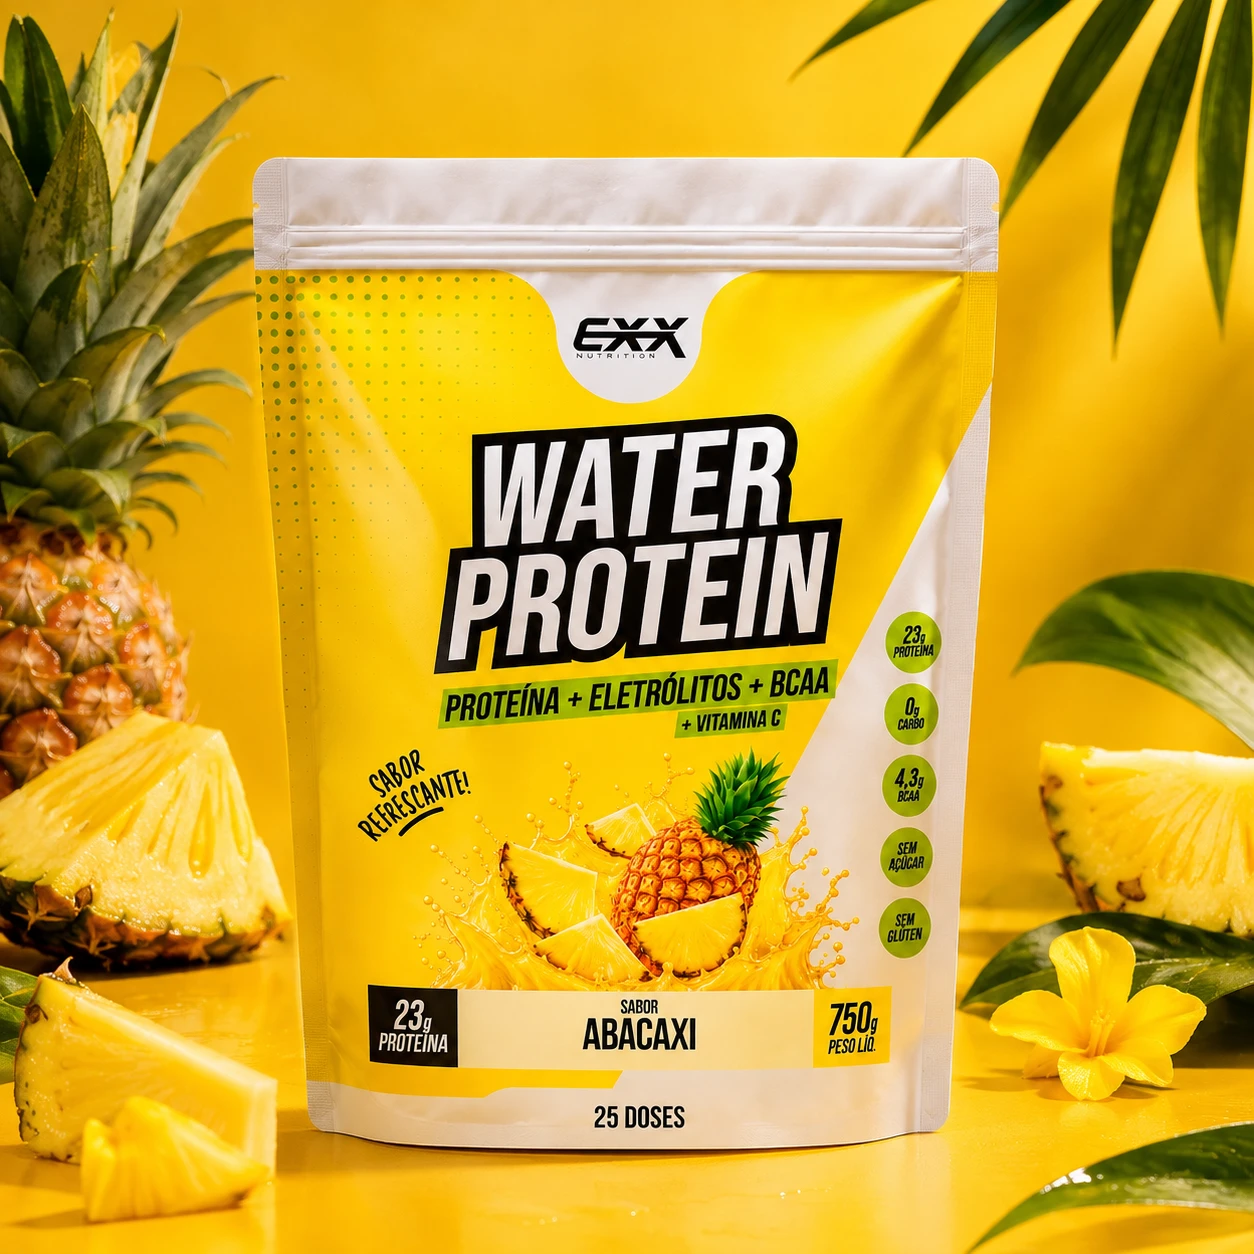 EXX
NUTRITION
WATER
PROTEIN
PROTEÍNA + ELETRÓLITOS + BCAA
+ VITAMINA C
SABOR
REFRESCANTE!
23g
PROTEÍNA
0g
CARBO
4,3g
BCAA
SEM
AÇÚCAR
SEM
GLÚTEN
23g
PROTEÍNA
SABOR
ABACAXI
750g
PESO LÍQ.
25 DOSES